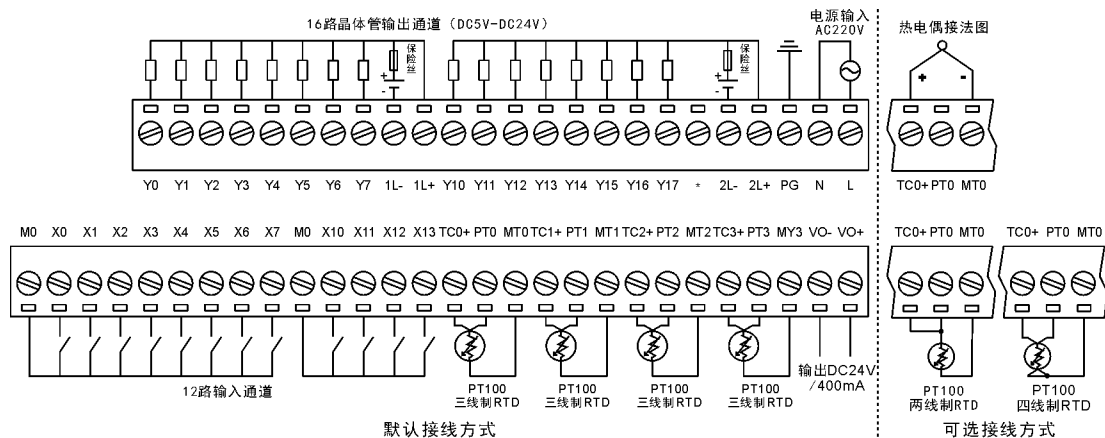 16路晶体管输出通道（DC5V-DC24V）
电源输入
AC220V
热电偶接法图
保险丝
保险丝
+
-
+
-
+
-
Y0 Y1 Y2 Y3 Y4 Y5 Y6 Y7 1L- 1L+ Y10 Y11 Y12 Y13 Y14 Y15 Y16 Y17 * 2L- 2L+ PG N L
TC0+ PT0 MT0
M0 X0 X1 X2 X3 X4 X5 X6 X7 M0 X10 X11 X12 X13 TC0+ PT0 MT0 TC1+ PT1 MT1 TC2+ PT2 MT2 TC3+ PT3 MY3 VO- VO+
TC0+ PT0 MT0
TC0+ PT0 MT0
12路输入通道
PT100
三线制RTD
PT100
三线制RTD
PT100
三线制RTD
PT100
三线制RTD
输出DC24V
/400mA
PT100
两线制RTD
PT100
四线制RTD
默认接线方式
可选接线方式